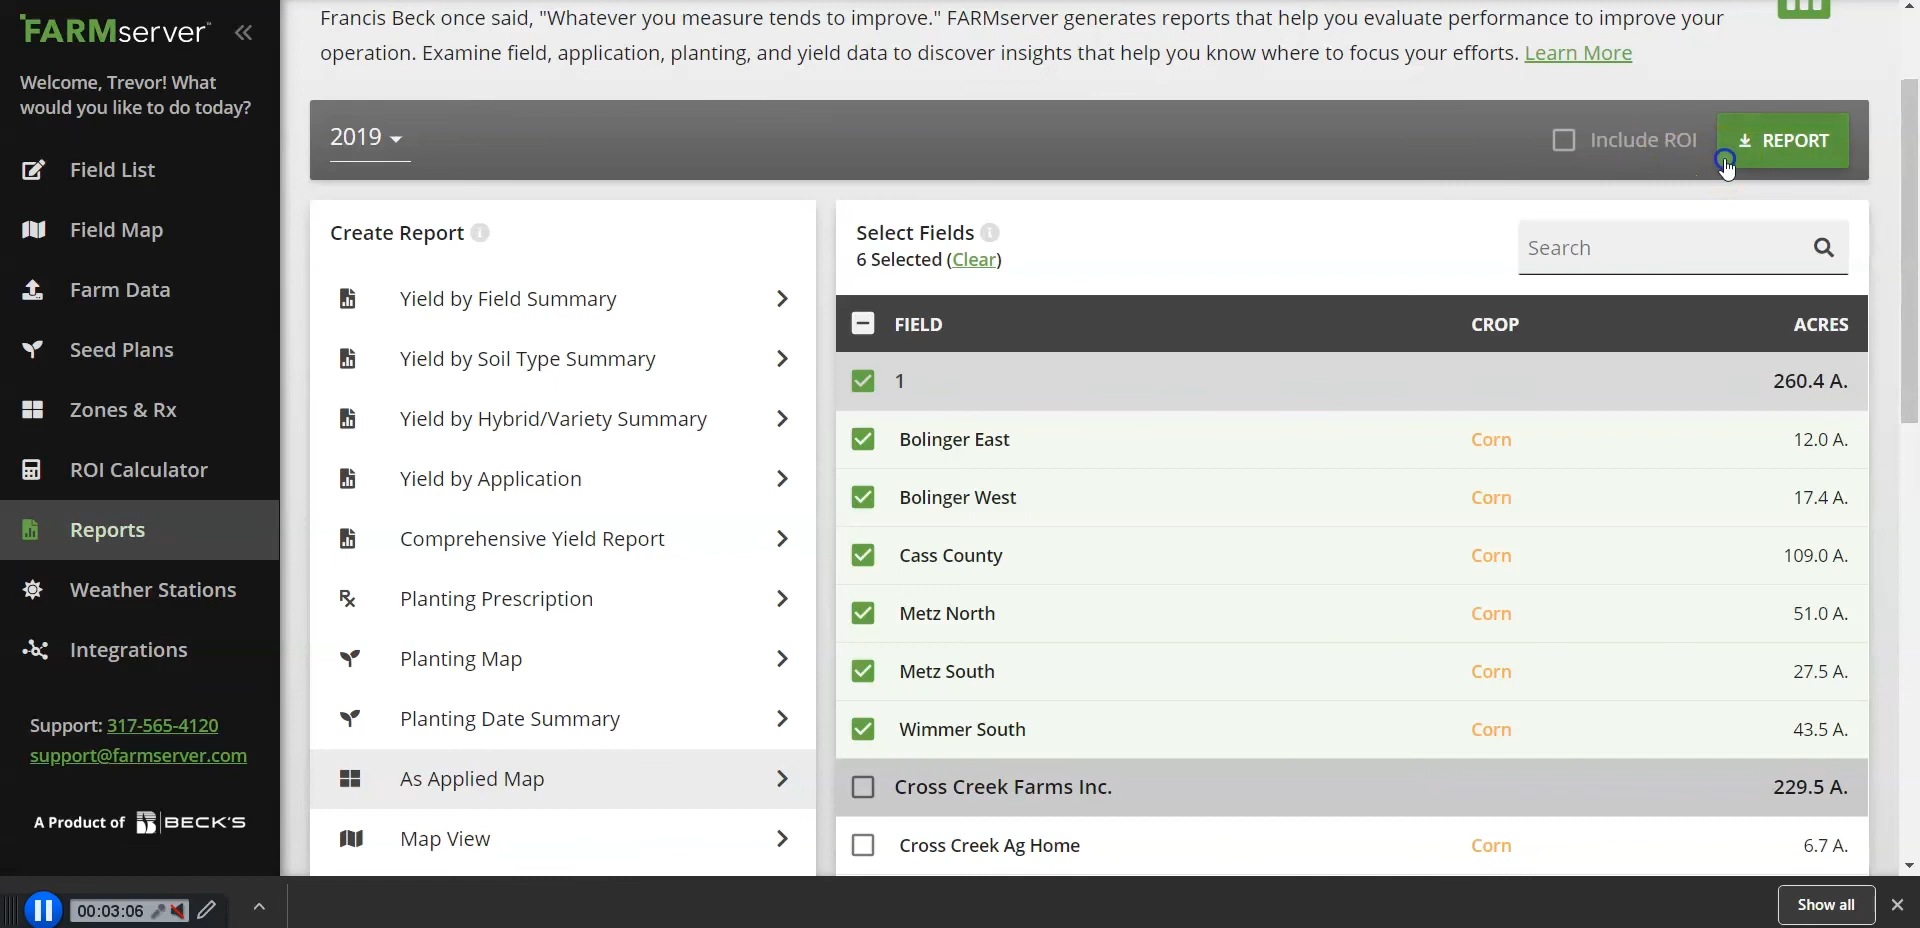 FARMserver
Welcome, Trevor! What
would you like to do today?
Field List
Field Map
Farm Data
Seed Plans
Zones & Rx
ROI Calculator
Reports
Weather Stations
Integrations
Support: 317-565-4120
support@farmserver.com
A Product of BECK'S
Francis Beck once said, "Whatever you measure tends to improve." FARMserver generates reports that help you evaluate performance to improve your
operation. Examine field, application, planting, and yield data to discover insights that help you know where to focus your efforts. Learn More
2019
Include ROI
REPORT
Create Report
Yield by Field Summary
Yield by Soil Type Summary
Yield by Hybrid/Variety Summary
Yield by Application
Comprehensive Yield Report
Planting Prescription
Planting Map
Planting Date Summary
As Applied Map
Map View
Select Fields
6 Selected (Clear)
Search
FIELD CROP ACRES
1 260.4 A.
Bolinger East Corn 12.0 A.
Bolinger West Corn 17.4 A.
Cass County Corn 109.0 A.
Metz North Corn 51.0 A.
Metz South Corn 27.5 A.
Wimmer South Corn 43.5 A.
Cross Creek Farms Inc. 229.5 A.
Cross Creek Ag Home Corn 6.7 A.
00:03:06
Show all